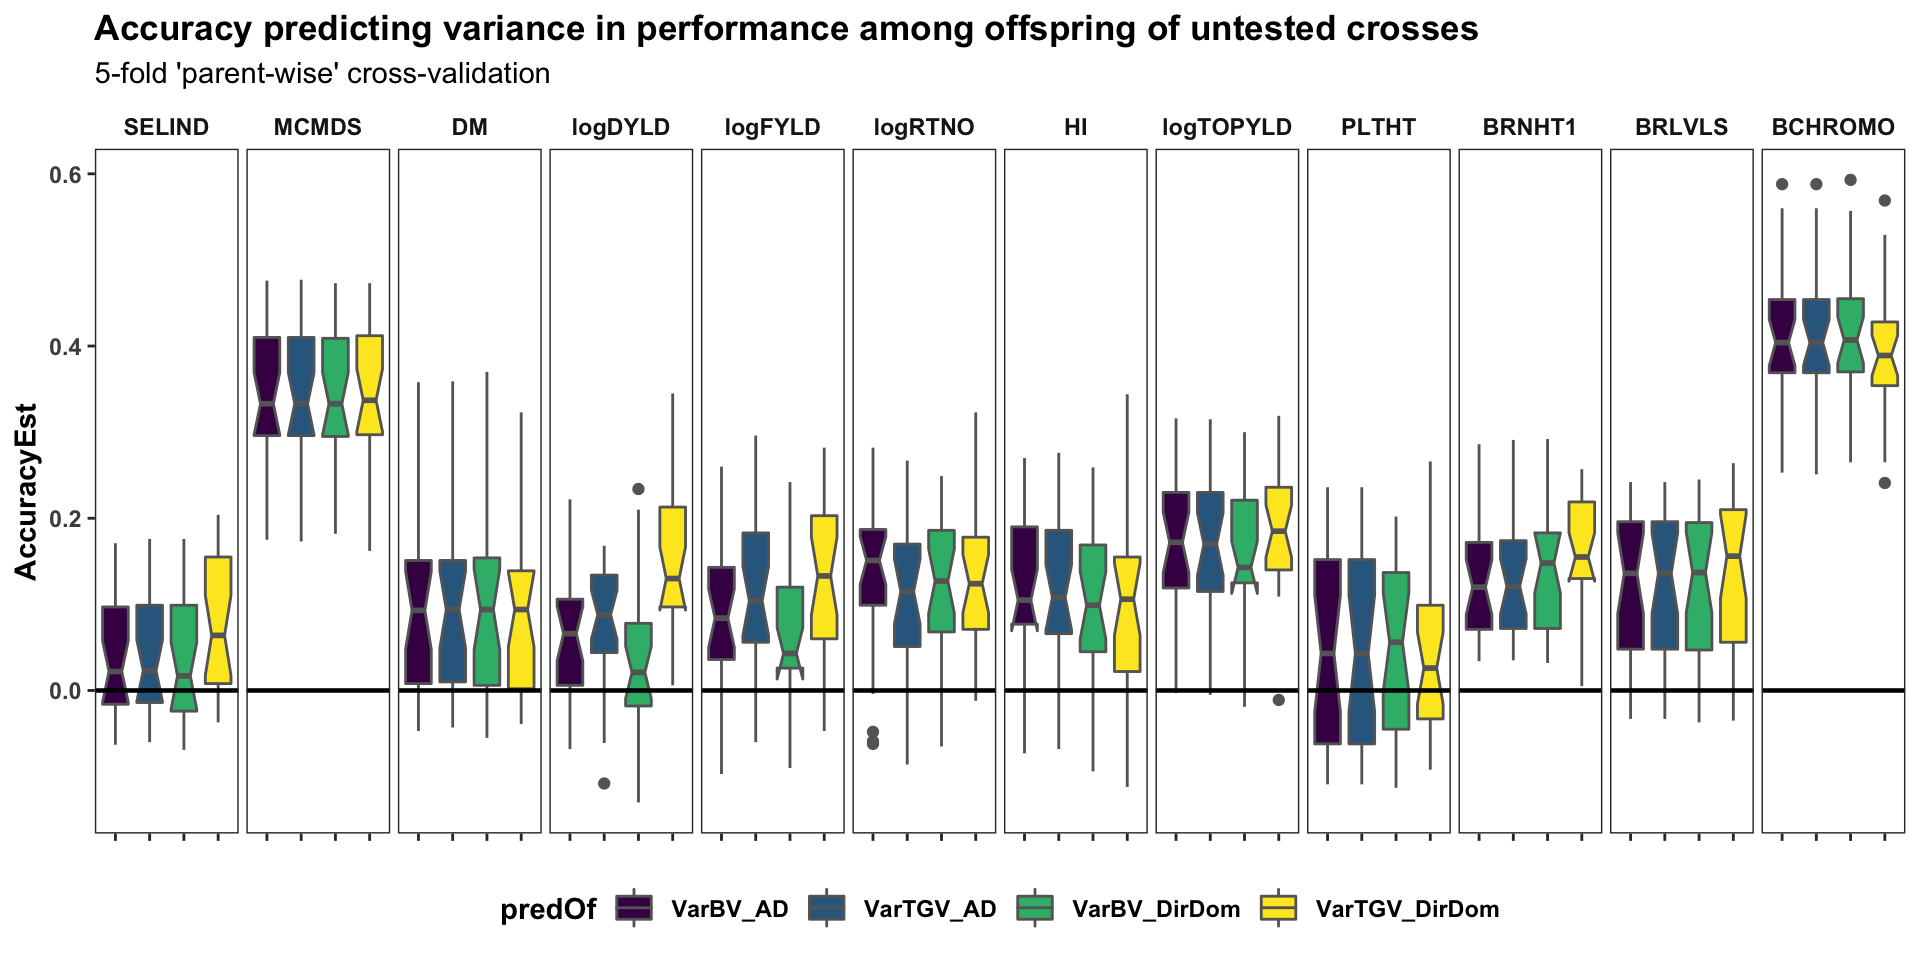 Accuracy predicting variance in performance among offspring of untested crosses
5-fold 'parent-wise' cross-validation
SELIND MCMDS DM logDYLD logFYLD logRTNO HI logTOPYLD PLTHT BRNHT1 BRLVLS BCHROMO
0.6
0.4
0.2
0.0
AccuracyEst
predOf VarBV_AD VarTGV_AD VarBV_DirDom VarTGV_DirDom